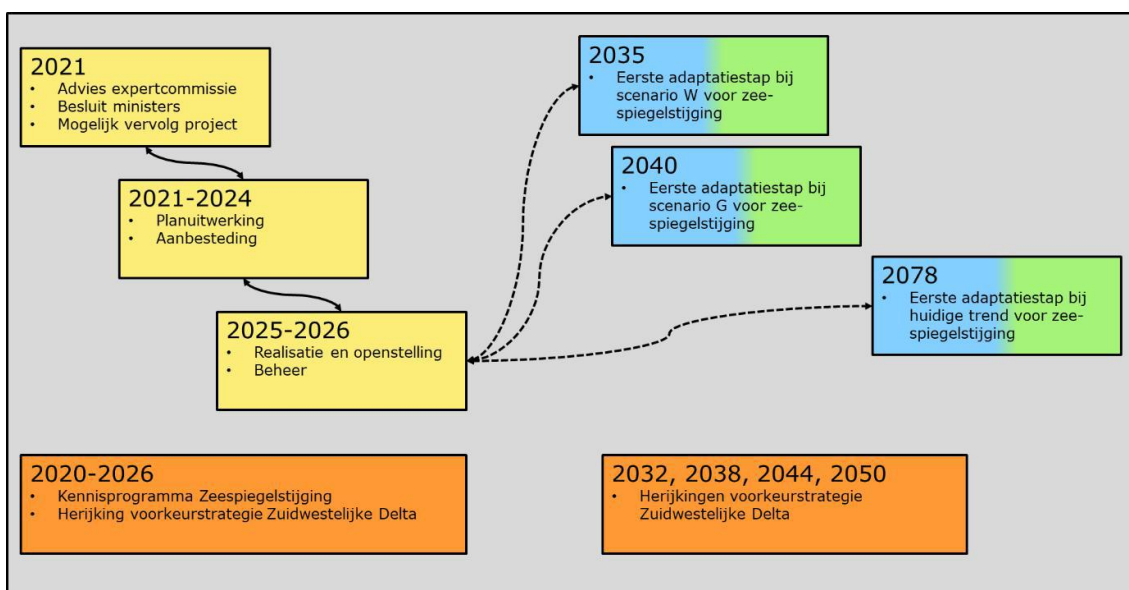 2021
• Advies expertcommissie
• Besluit ministers
• Mogelijk vervolg project
2021-2024
• Planuitwerking
• Aanbesteding
2025-2026
• Realisatie en openstelling
• Beheer
2035
• Eerste adaptatiestap bij
scenario W voor zee-
spiegelstijging
2040
• Eerste adaptatiestap bij
scenario G voor zee-
spiegelstijging
2078
• Eerste adaptatiestap bij
huidige trend voor zee-
spiegelstijging
2020-2026
• Kennisprogramma Zeespiegelstijging
• Herijking voorkeurstrategie Zuidwestelijke Delta
2032, 2038, 2044, 2050
• Herijkingen voorkeurstrategie
Zuidwestelijke Delta